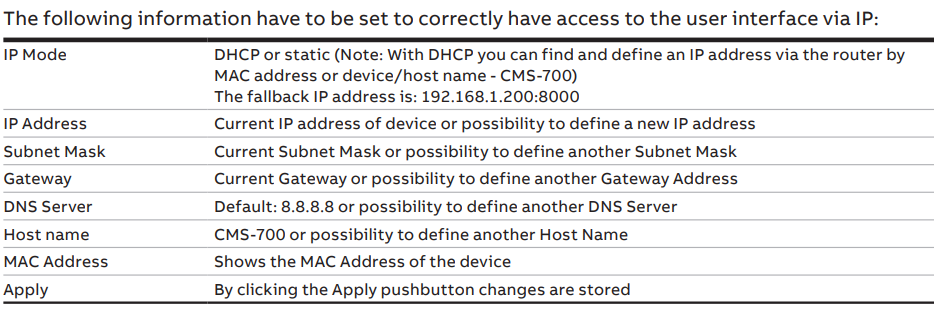 The following information have to be set to correctly have access to the user interface via IP:
IP Mode DHCP or static (Note: With DHCP you can find and define an IP address via the router by
MAC address or device/host name - CMS-700)
The fallback IP address is: 192.168.1.200:8000
IP Address Current IP address of device or possibility to define a new IP address
Subnet Mask Current Subnet Mask or possibility to define another Subnet Mask
Gateway Current Gateway or possibility to define another Gateway Address
DNS Server Default: 8.8.8.8 or possibility to define another DNS Server
Host name CMS-700 or possibility to define another Host Name
MAC Address Shows the MAC Address of the device
Apply By clicking the Apply pushbutton changes are stored